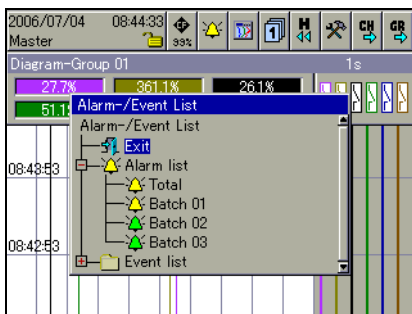 2006/07/04 08:44:33
Master 99% 1 H CH GR
Diagram-Group 01 1s
27.7% 361.1% 26.1%
51.1
Alarm-/Event List
Alarm-/Event List
Exit
Alarm list
08:43:53
Total
Batch 01
Batch 02
08:42:53
Batch 03
Event list